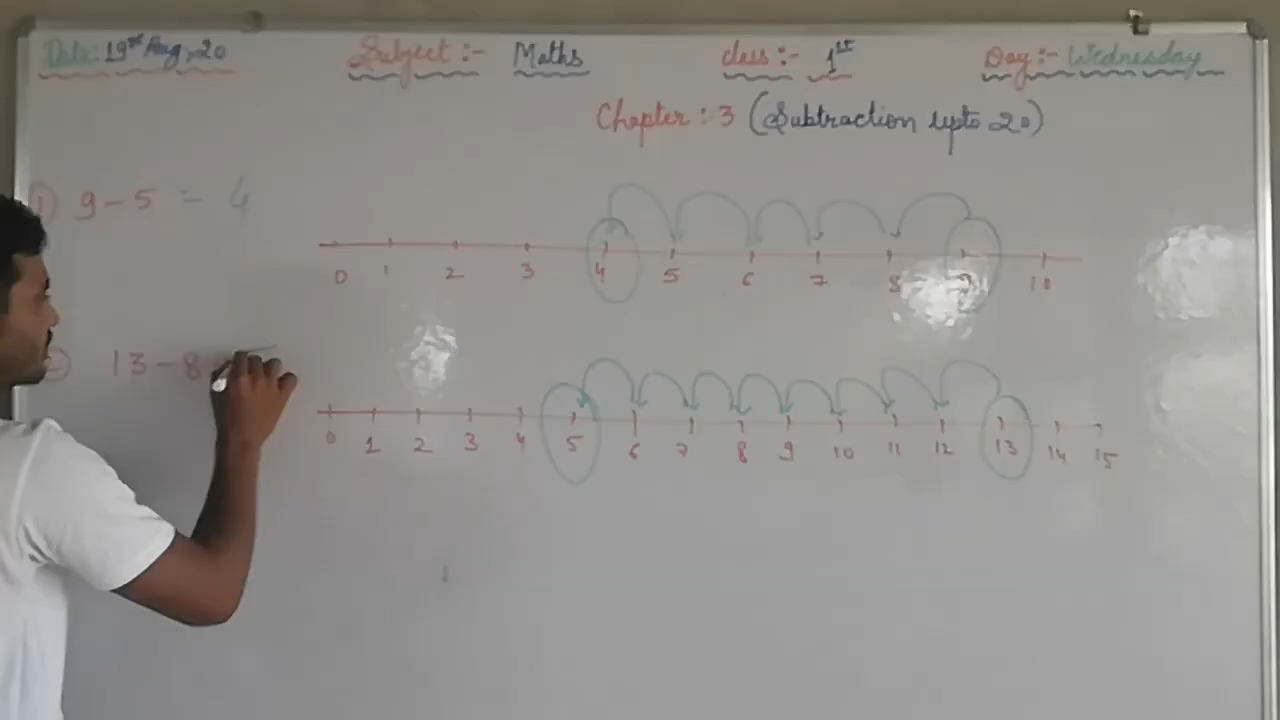 Date: 19st Aug, 20 Subject :- Maths Class :- 1st Day :- Wednesday
Chapter :- 3 (Subtraction upto 20)
1) 9 - 5 = 4
0 1 2 3 4 5 6 7 8 9 10
2) 13 - 8
0 1 2 3 4 5 6 7 8 9 10 11 12 13 14 15